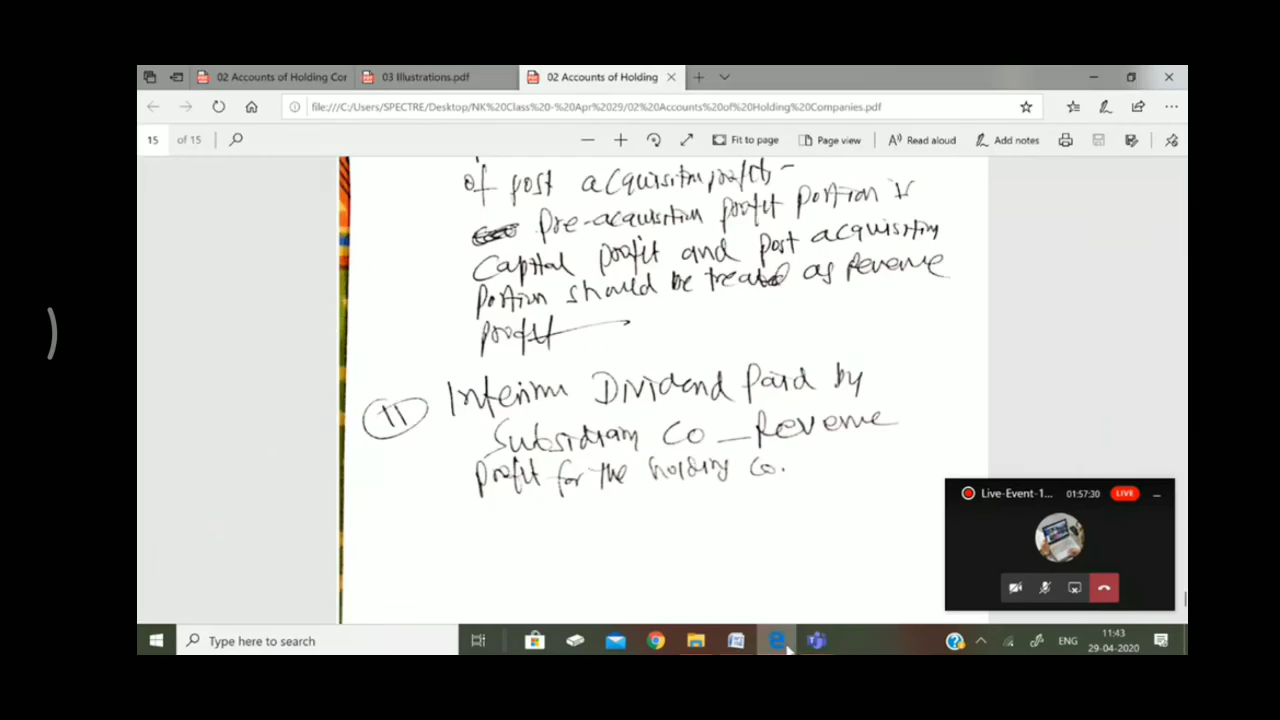 02 Accounts of Holding Cor
03 Illustrations.pdf
02 Accounts of Holding
file:///C:/Users/SPECTRE/Desktop/NK%20Class%20-%20Apr%2029/02%20Accounts%20of%20Holding%20Companies.pdf
15 of 15
Fit to page
Page view
Read aloud
Add notes
of post acquisition profits -
Pre-acquisition profit portion is
Capital profit and post acquisition
portion should be treated as Revenue
profit
11 Interim Dividend Paid by
Subsidiary Co - Revenue
profit for the holding co.
Live-Event-1...
01:57:30
LIVE
Type here to search
ENG
11:43
29-04-2020